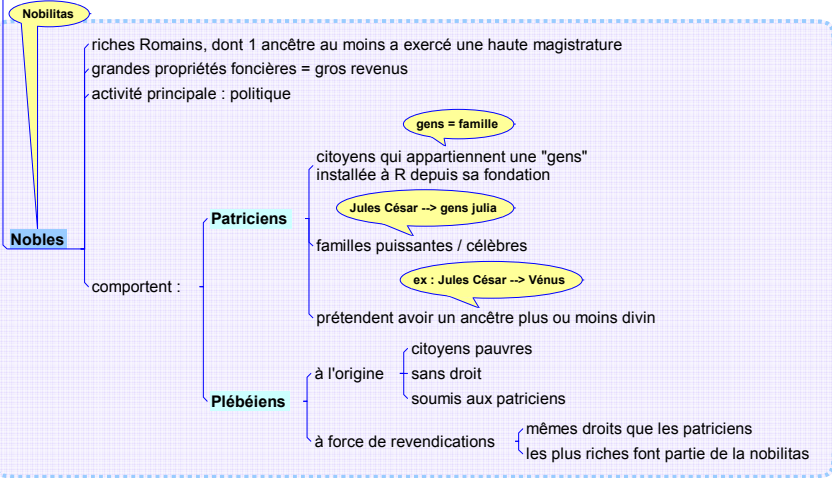 Nobilitas
riches Romains, dont 1 ancêtre au moins a exercé une haute magistrature
grandes propriétés foncières = gros revenus
activité principale : politique
gens = famille
citoyens qui appartiennent une "gens"
installée à R depuis sa fondation
Patriciens
Jules César --> gens julia
Nobles
familles puissantes / célèbres
comportent :
ex : Jules César --> Vénus
prétendent avoir un ancêtre plus ou moins divin
citoyens pauvres
à l'origine
sans droit
soumis aux patriciens
Plébéiens
à force de revendications
mêmes droits que les patriciens
les plus riches font partie de la nobilitas